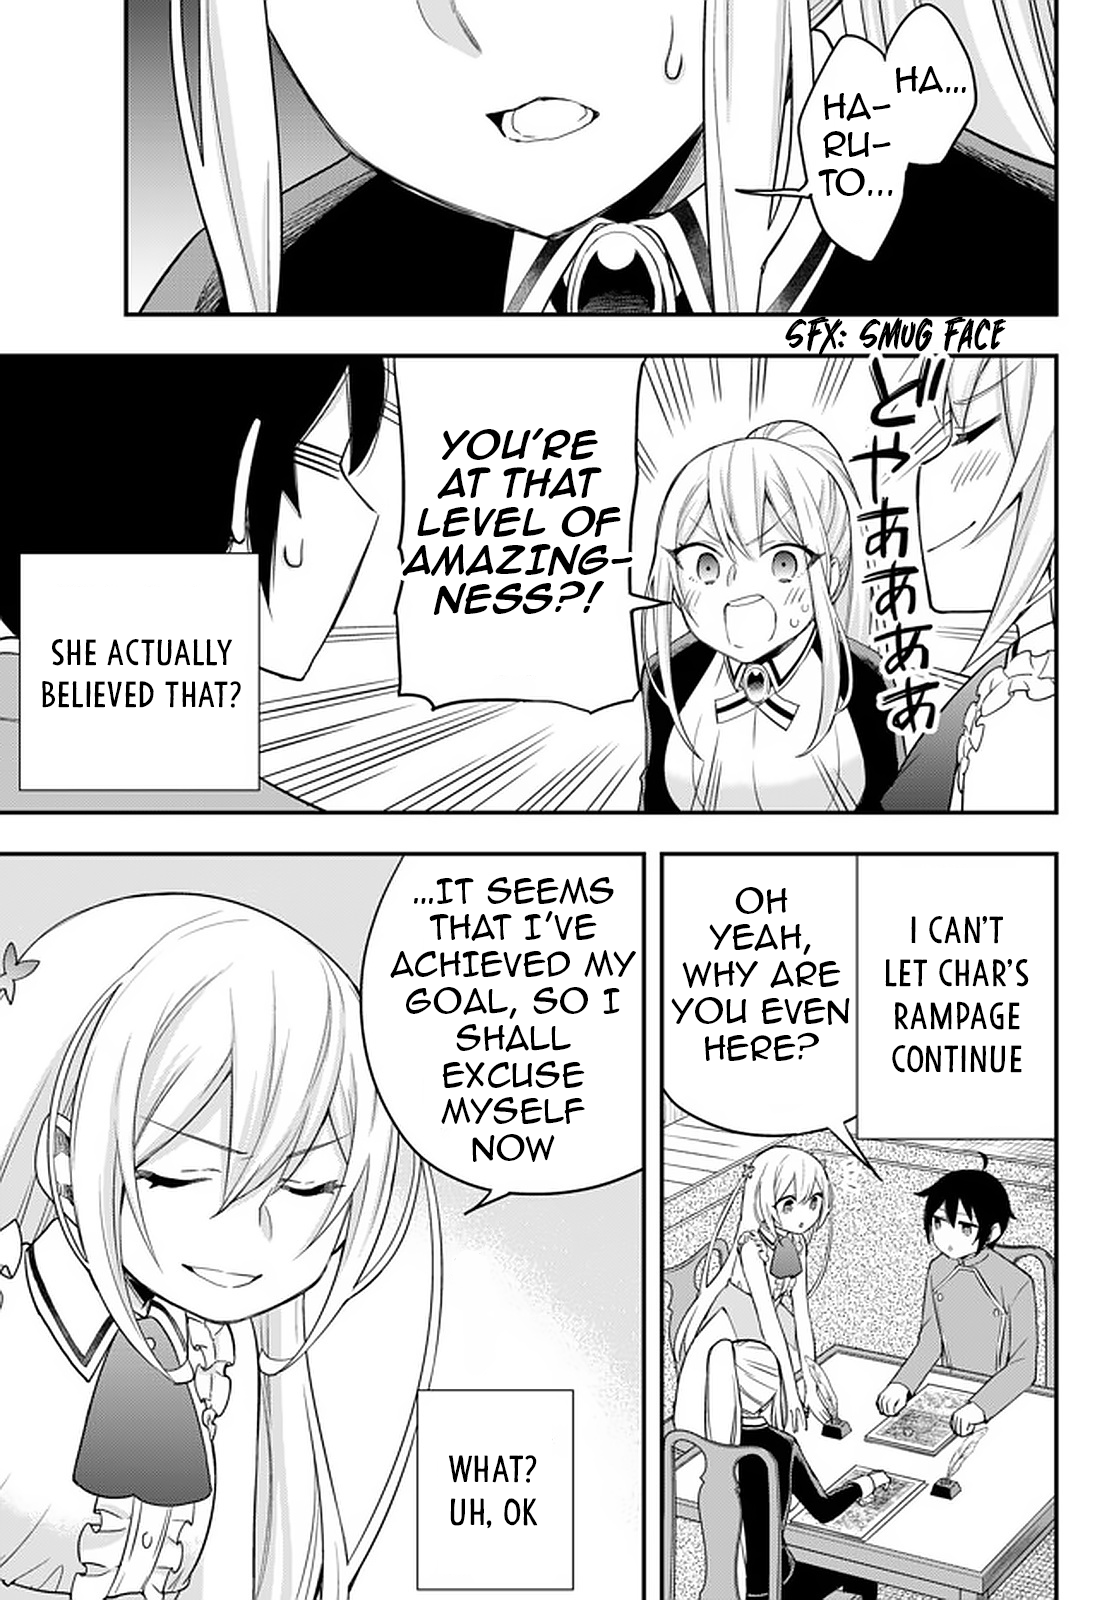 HA...
HA-
RU-
TO...
SFX: SMUG FACE
どやあああああ
YOU'RE
AT THAT
LEVEL OF
AMAZING-
NESS?!
SHE ACTUALLY
BELIEVED THAT?
I CAN'T
LET CHAR'S
RAMPAGE
CONTINUE
OH
YEAH,
WHY ARE
YOU EVEN
HERE?
...IT SEEMS
THAT I'VE
ACHIEVED MY
GOAL, SO I
SHALL
EXCUSE
MYSELF
NOW
WHAT?
UH, OK